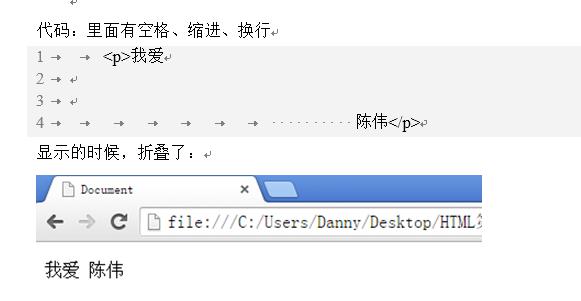 代码：里面有空格、缩进、换行
1 <p>我爱
2
3
4 陈伟</p>
显示的时候，折叠了：
Document
file:///C:/Users/Danny/Desktop/HTML
我爱 陈伟